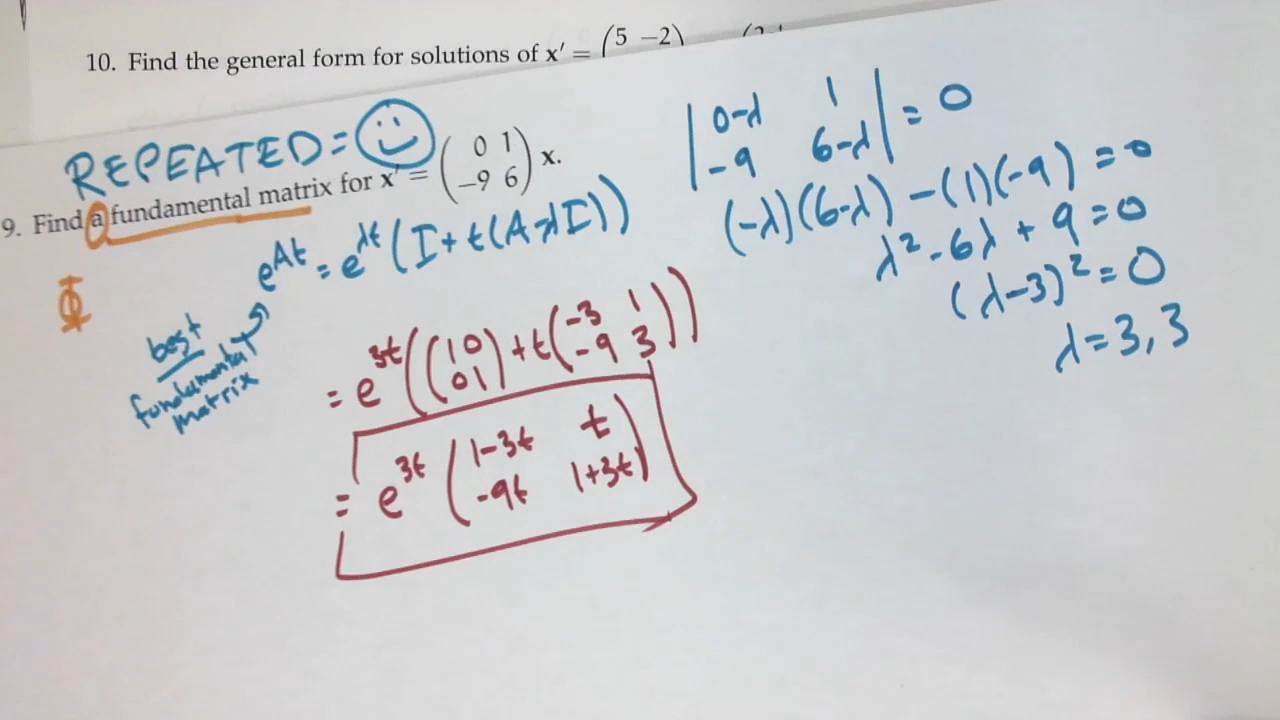 10. Find the general form for solutions of x′ = (5 −2)
REPEATED = ☺
9. Find a fundamental matrix for x′ = ( 0 1 ) x.
−9 6
Φ
e^At = e^λt (I + t(A-λI))
best
fundamental
matrix
= e^3t ( ( 1 0 ) + t ( -3 1 ) )
0 1 -9 3
= e^3t ( 1-3t t )
-9t 1+3t
| 0-λ 1 | = 0
-9 6-λ
(-λ)(6-λ) - (1)(-9) = 0
λ² - 6λ + 9 = 0
(λ-3)² = 0
λ = 3, 3